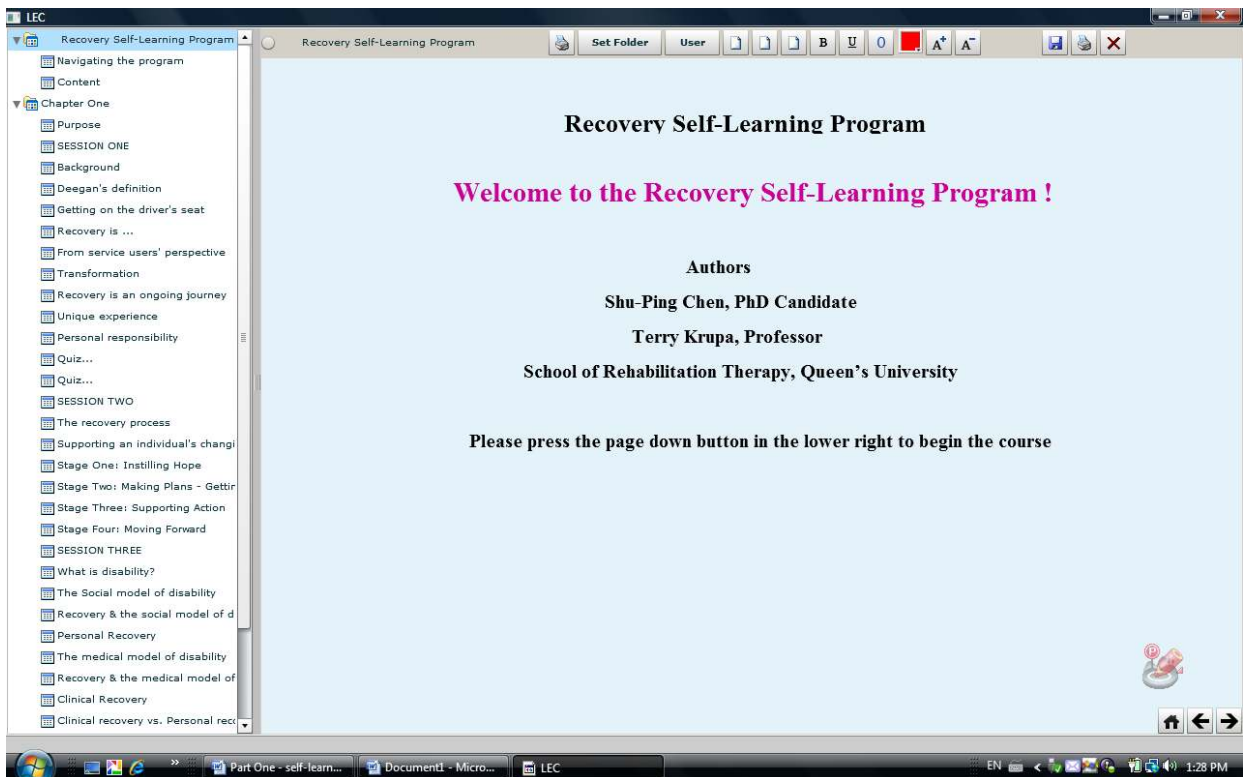 LEC
Recovery Self-Learning Program
Navigating the program
Content
Chapter One
Purpose
SESSION ONE
Background
Deegan's definition
Getting on the driver's seat
Recovery is ...
From service users' perspective
Transformation
Recovery is an ongoing journey
Unique experience
Personal responsibility
Quiz...
Quiz...
SESSION TWO
The recovery process
Supporting an individual's changi
Stage One: Instilling Hope
Stage Two: Making Plans - Gettir
Stage Three: Supporting Action
Stage Four: Moving Forward
SESSION THREE
What is disability?
The Social model of disability
Recovery & the social model of d
Personal Recovery
The medical model of disability
Recovery & the medical model of
Clinical Recovery
Clinical recovery vs. Personal rec
Recovery Self-Learning Program Set Folder User B U 0 A+ A-
Recovery Self-Learning Program
Welcome to the Recovery Self-Learning Program !
Authors
Shu-Ping Chen, PhD Candidate
Terry Krupa, Professor
School of Rehabilitation Therapy, Queen's University
Please press the page down button in the lower right to begin the course
P
Part One - self-learn... Document1 - Micro... LEC EN 1:28 PM